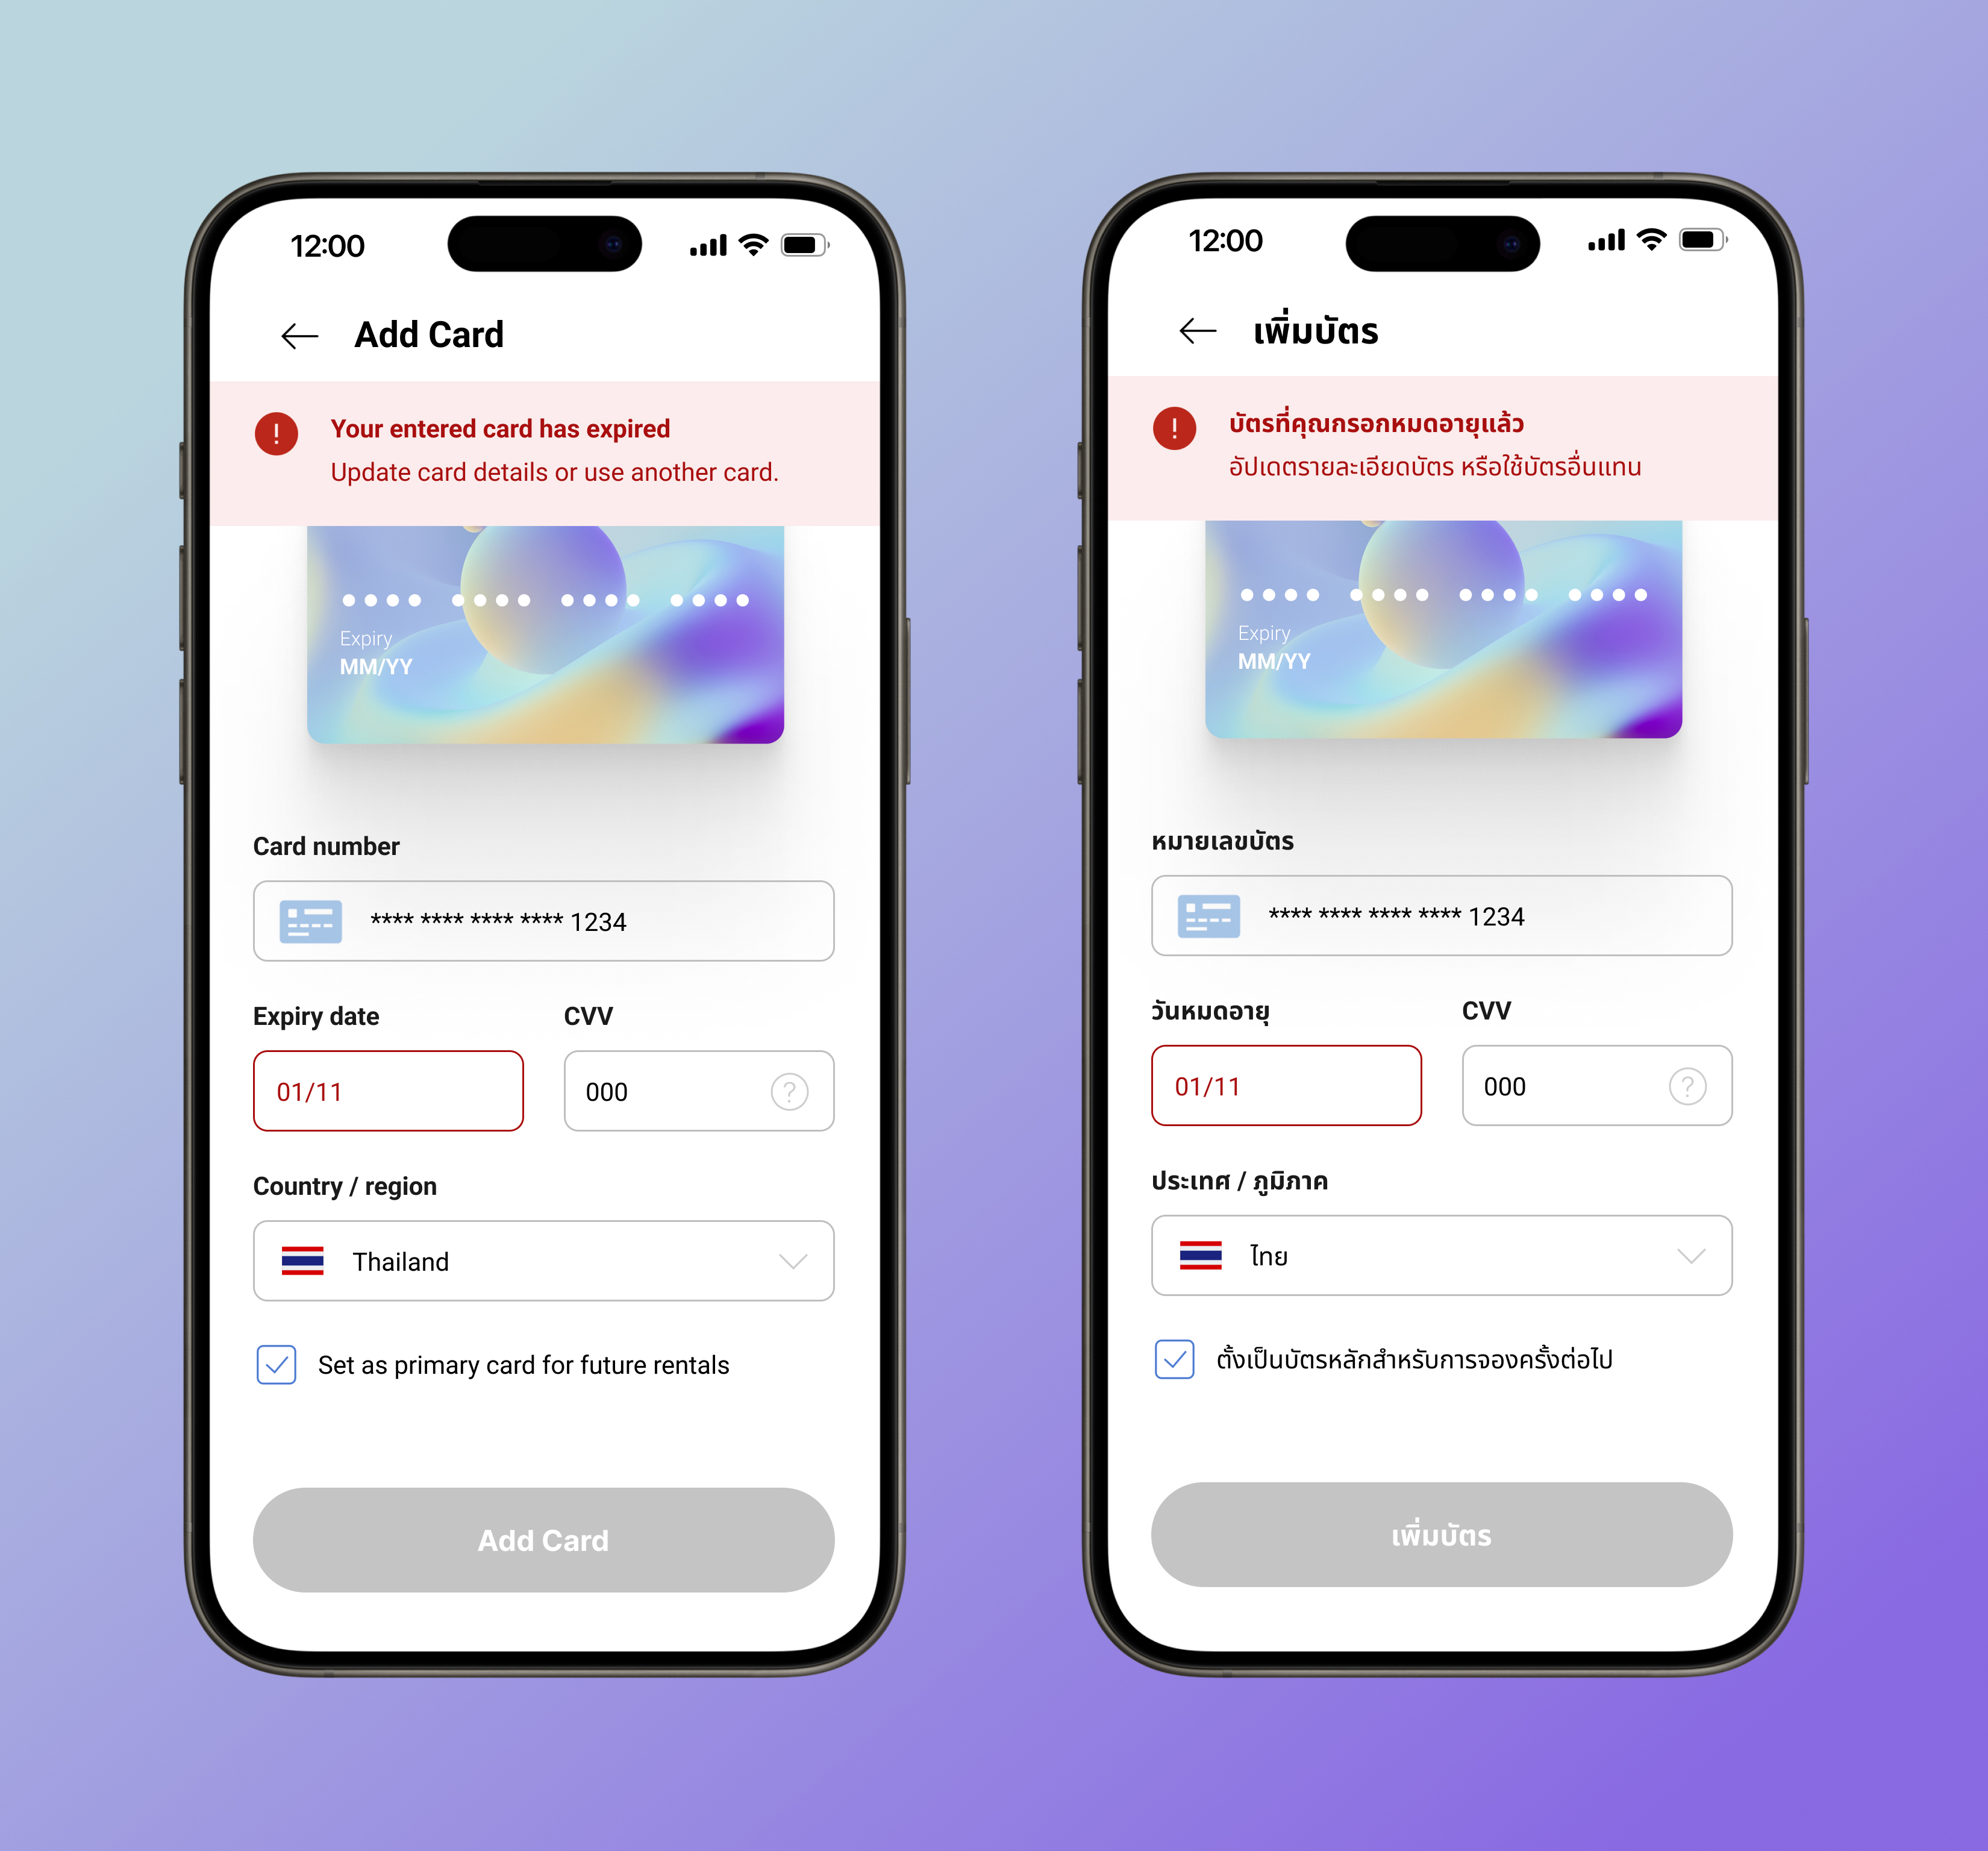 12:00
Add Card
Your entered card has expired
Update card details or use another card.
Expiry
MM/YY
Card number
**** **** **** **** 1234
Expiry date
CVV
01/11
000
Country / region
Thailand
Set as primary card for future rentals
Add Card
12:00
เพิ่มบัตร
บัตรที่คุณกรอกหมดอายุแล้ว
อัปเดตรายละเอียดบัตร หรือใช้บัตรอื่นแทน
Expiry
MM/YY
หมายเลขบัตร
**** **** **** **** 1234
วันหมดอายุ
CVV
01/11
000
ประเทศ / ภูมิภาค
ไทย
ตั้งเป็นบัตรหลักสำหรับการจองครั้งต่อไป
เพิ่มบัตร